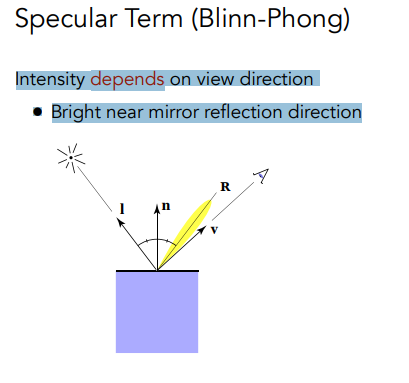 Specular Term (Blinn-Phong)
Intensity depends on view direction
• Bright near mirror reflection direction
R
l
n
v